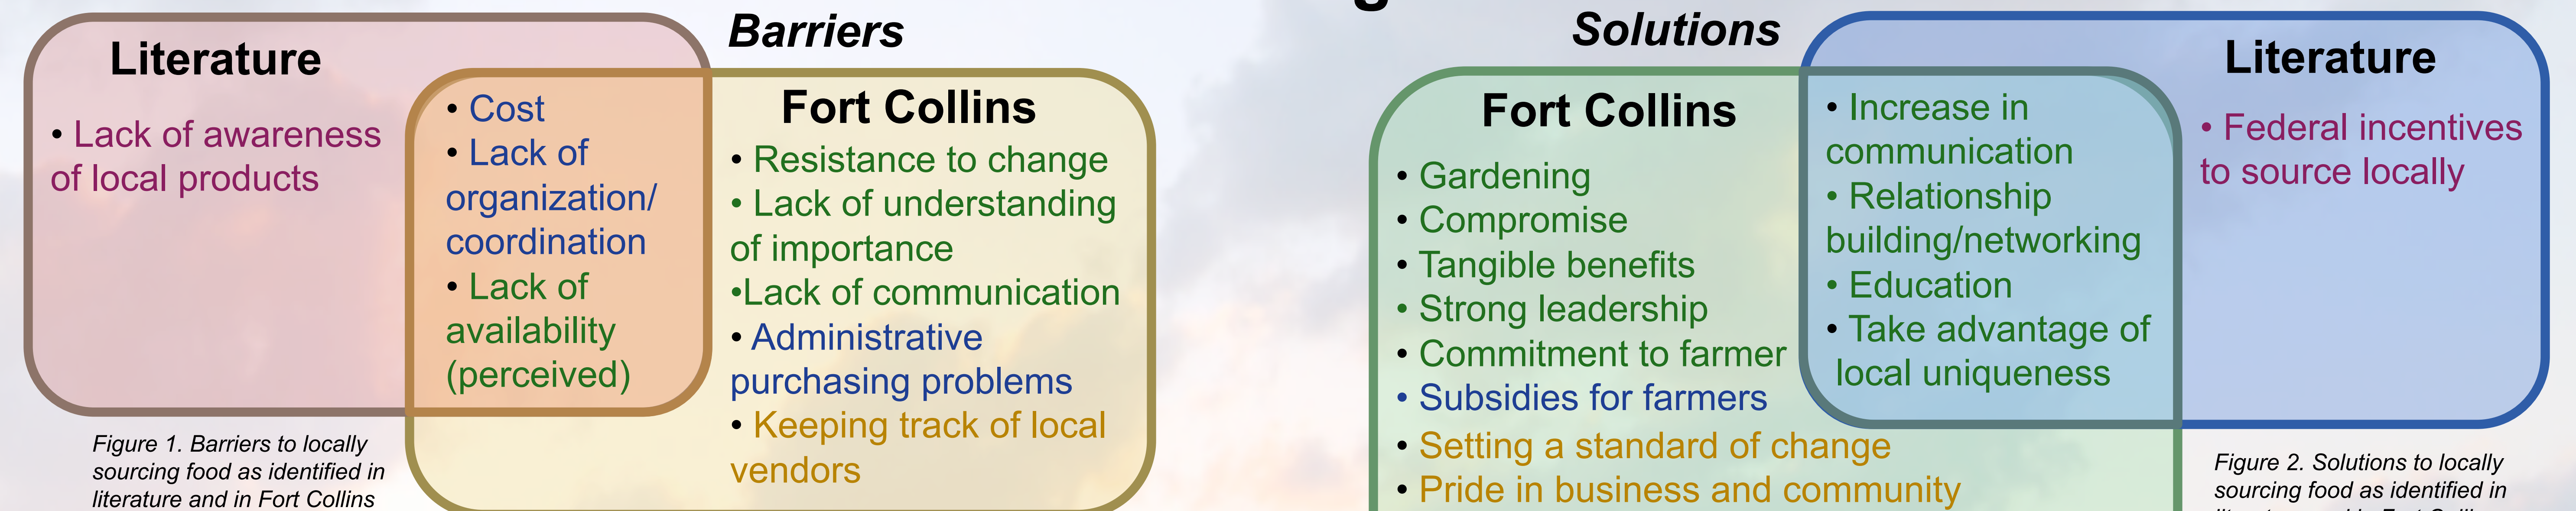 Barriers
Literature
• Lack of awareness
of local products
• Cost
• Lack of
organization/
coordination
• Lack of
availability
(perceived)
Fort Collins
• Resistance to change
• Lack of understanding
of importance
•Lack of communication
• Administrative
purchasing problems
• Keeping track of local
vendors
Figure 1. Barriers to locally
sourcing food as identified in
literature and in Fort Collins
Solutions
Fort Collins
• Gardening
• Compromise
• Tangible benefits
• Strong leadership
• Commitment to farmer
• Subsidies for farmers
• Setting a standard of change
• Pride in business and community
• Increase in
communication
• Relationship
building/networking
• Education
• Take advantage of
local uniqueness
Literature
• Federal incentives
to source locally
Figure 2. Solutions to locally
sourcing food as identified in